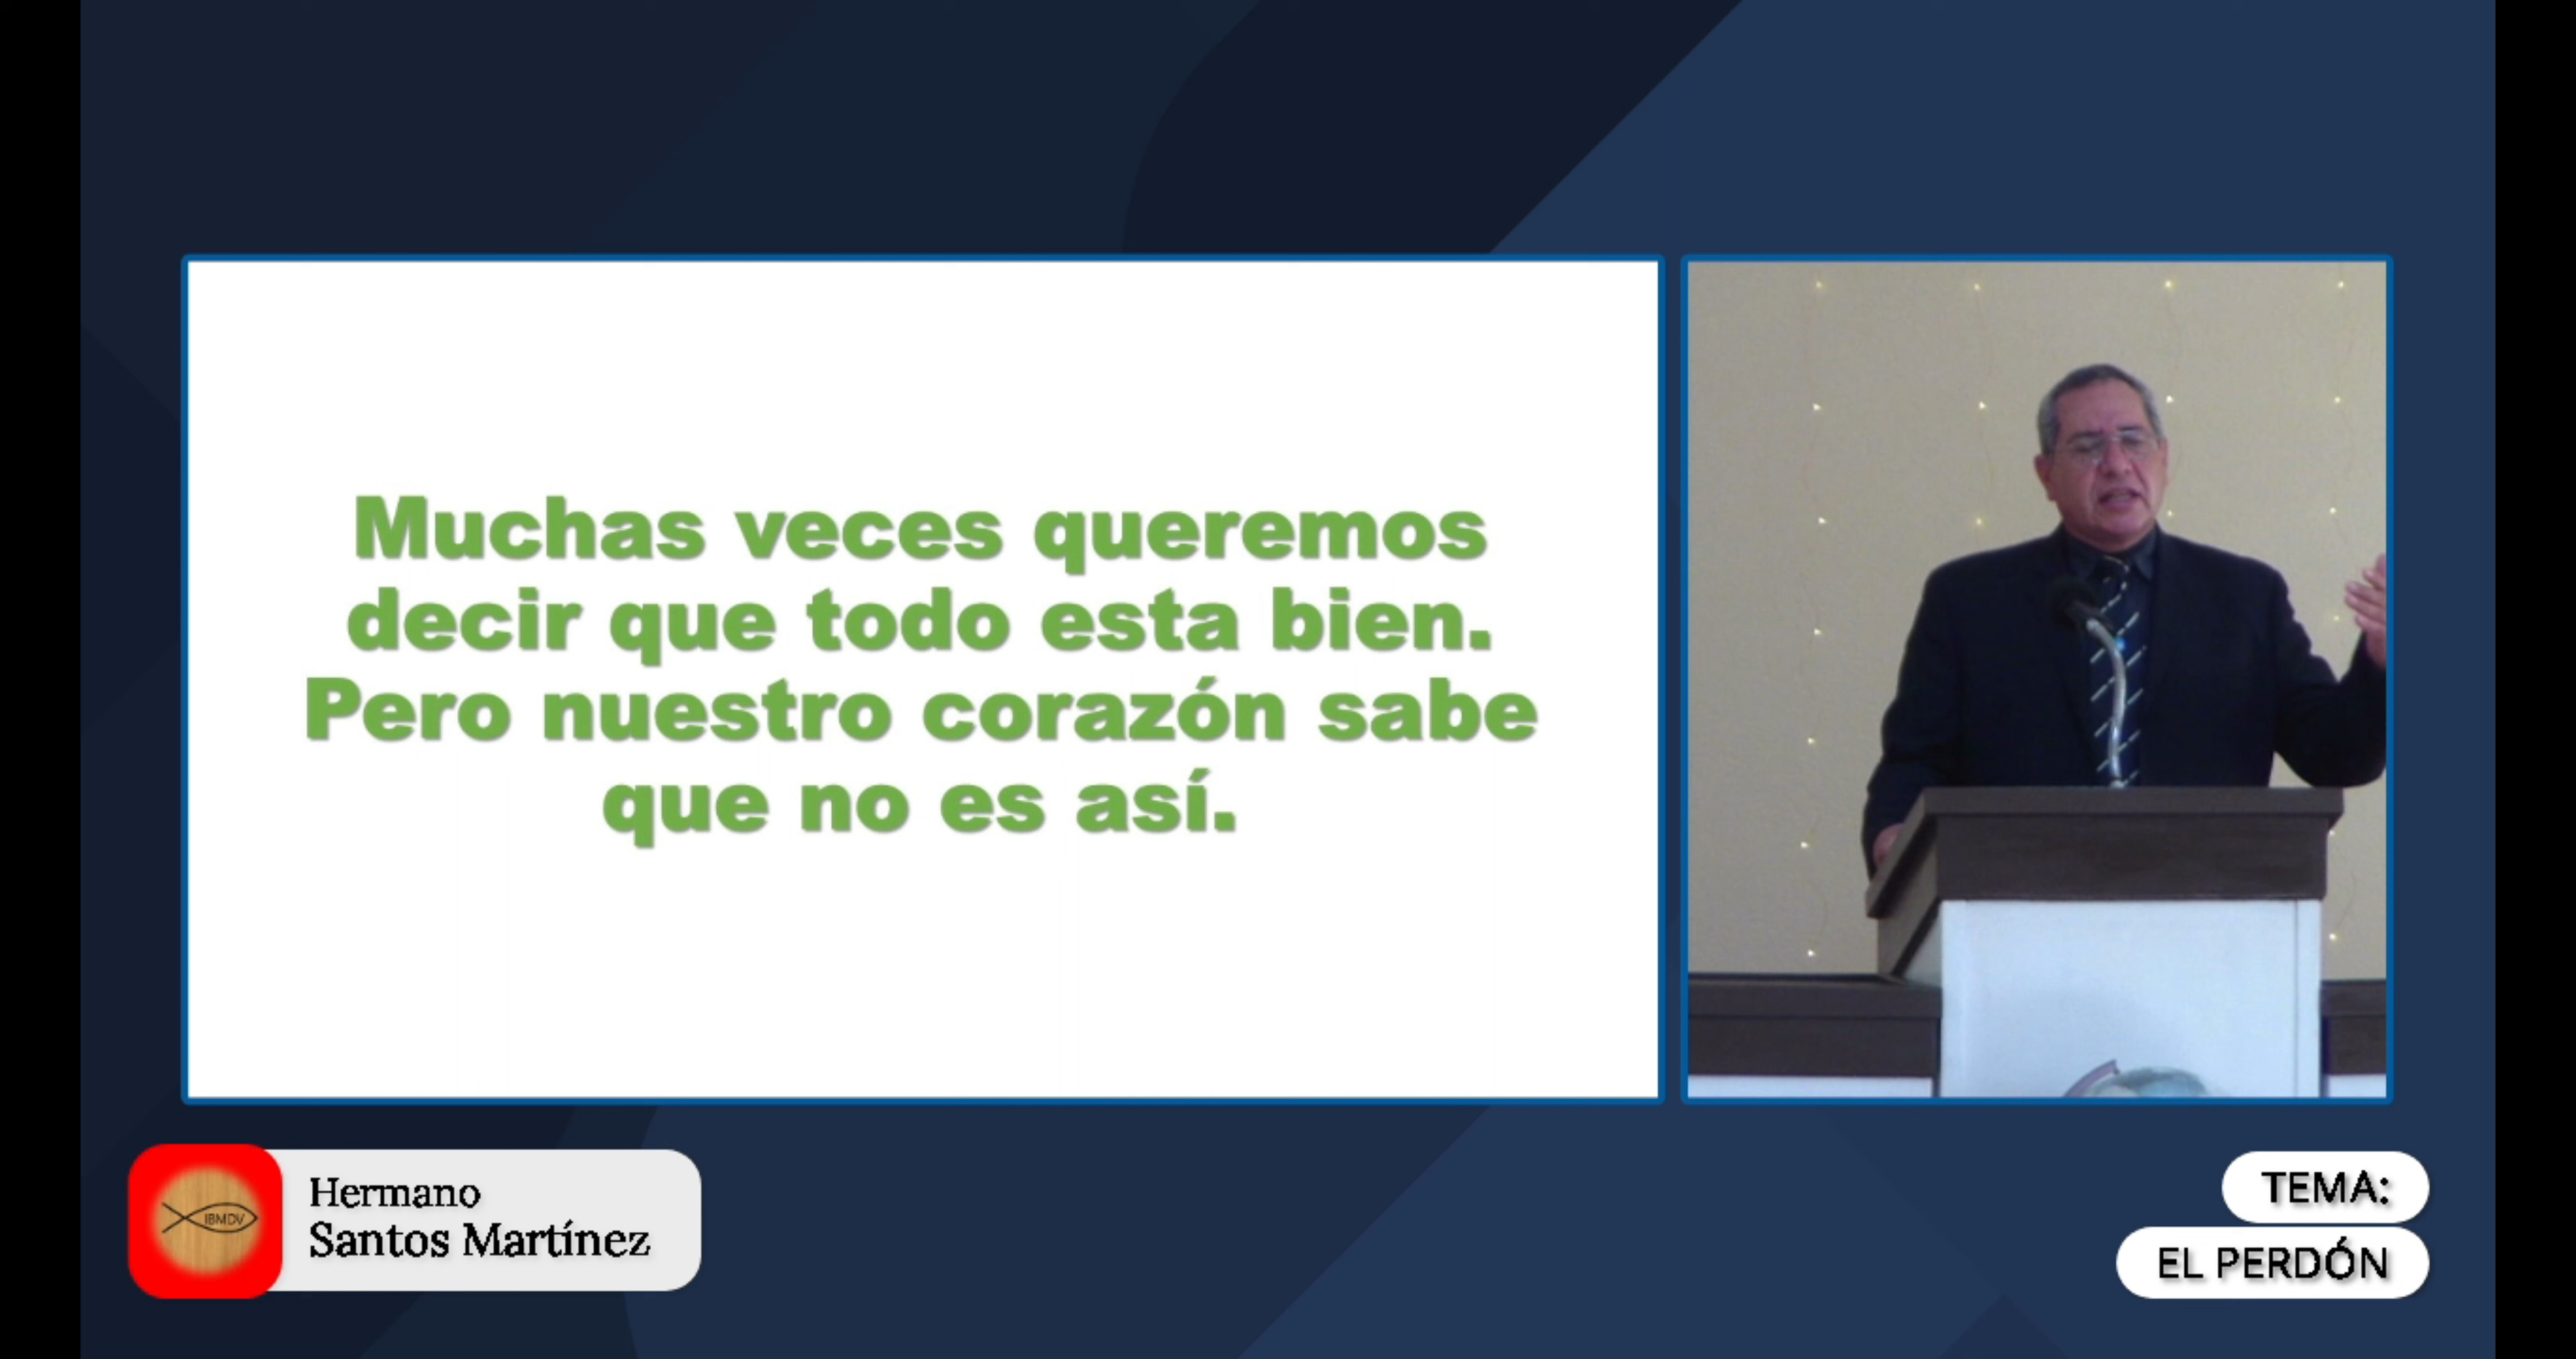 Muchas veces queremos
decir que todo esta bien.
Pero nuestro corazón sabe
que no es así.
IBMDV
Hermano
Santos Martínez
TEMA:
EL PERDÓN